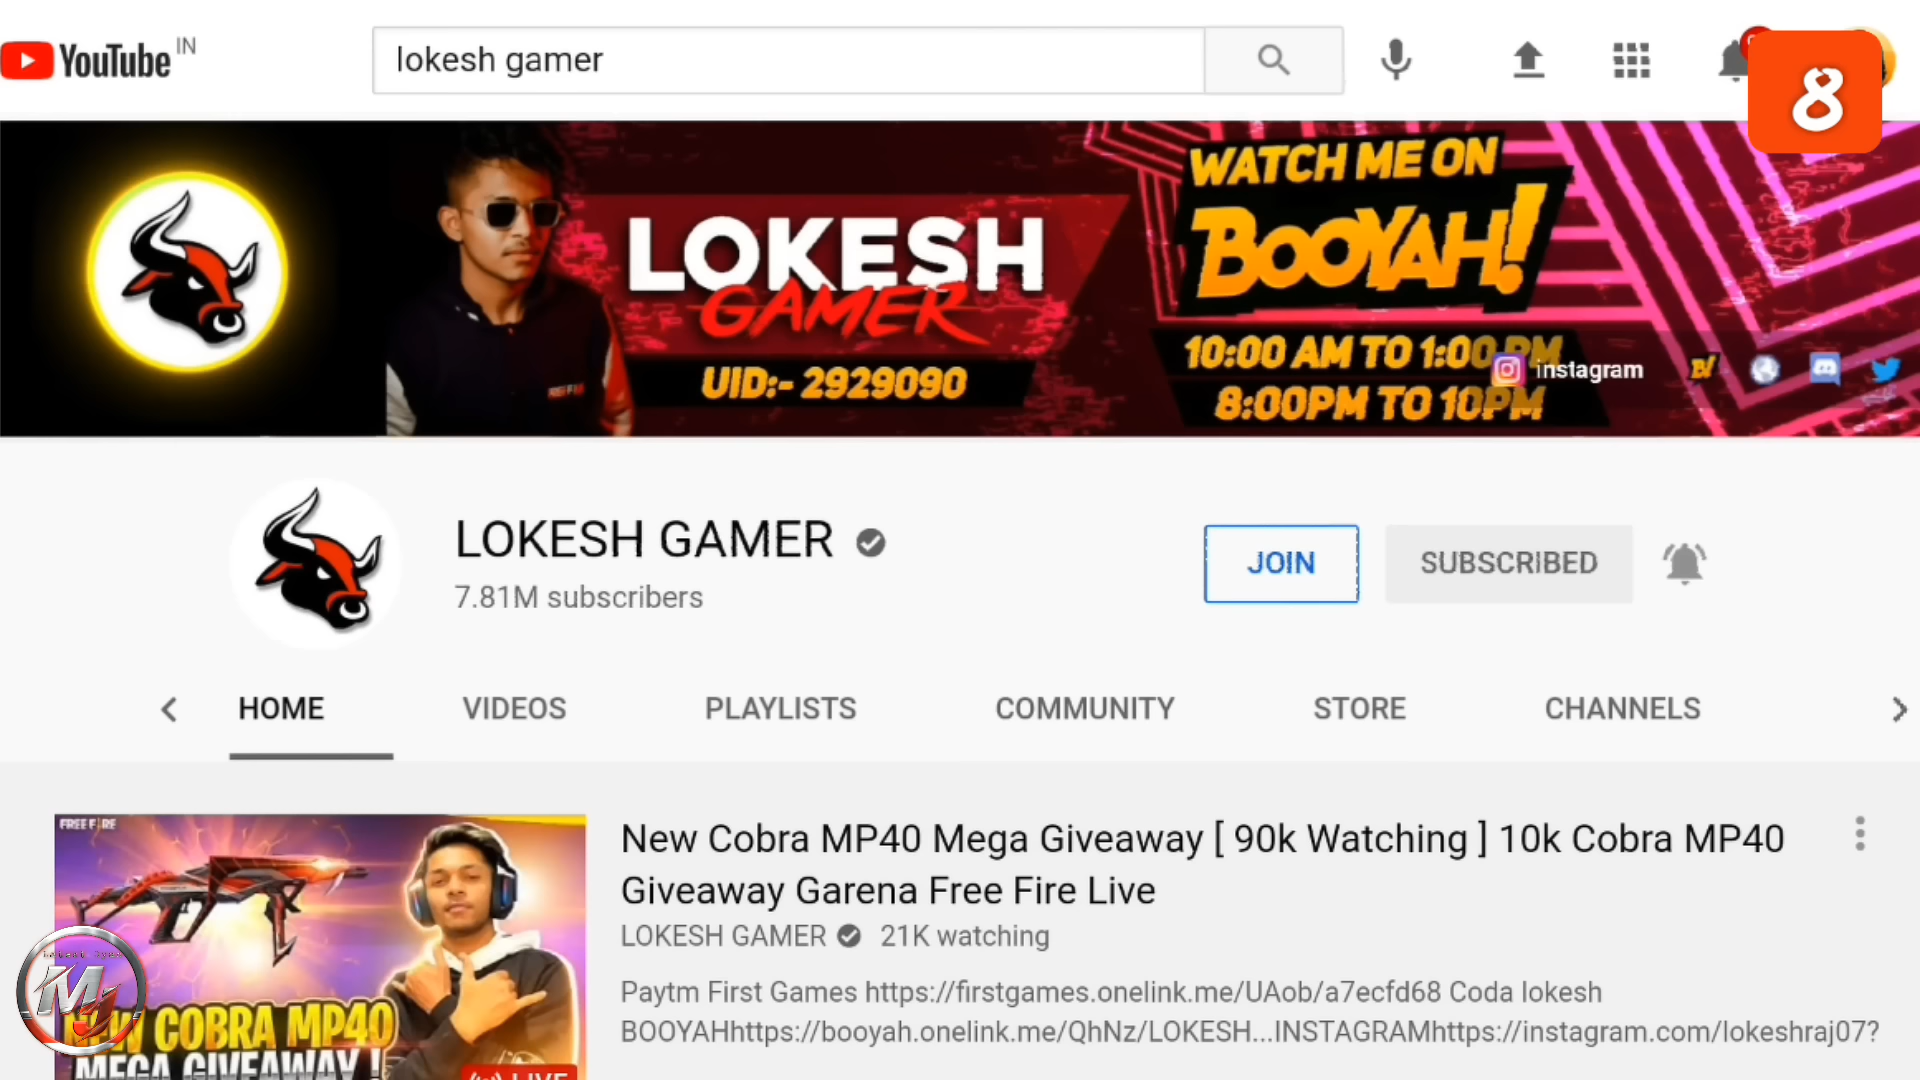 YouTube IN
lokesh gamer
8
WATCH ME ON
BOOYAH!
LOKESH
GAMER
UID:- 2929090
10:00 AM TO 1:00 PM
instagram
8:00PM TO 10PM
LOKESH GAMER
7.81M subscribers
JOIN
SUBSCRIBED
HOME
VIDEOS
PLAYLISTS
COMMUNITY
STORE
CHANNELS
FREE FIRE
NEW COBRA MP40
MEGA GIVEAWAY !
LIVE
MJ
New Cobra MP40 Mega Giveaway [ 90k Watching ] 10k Cobra MP40
Giveaway Garena Free Fire Live
LOKESH GAMER 21K watching
Paytm First Games https://firstgames.onelink.me/UAob/a7ecfd68 Coda lokesh
BOOYAHhttps://booyah.onelink.me/QhNz/LOKESH...INSTAGRAMhttps://instagram.com/lokeshraj07?